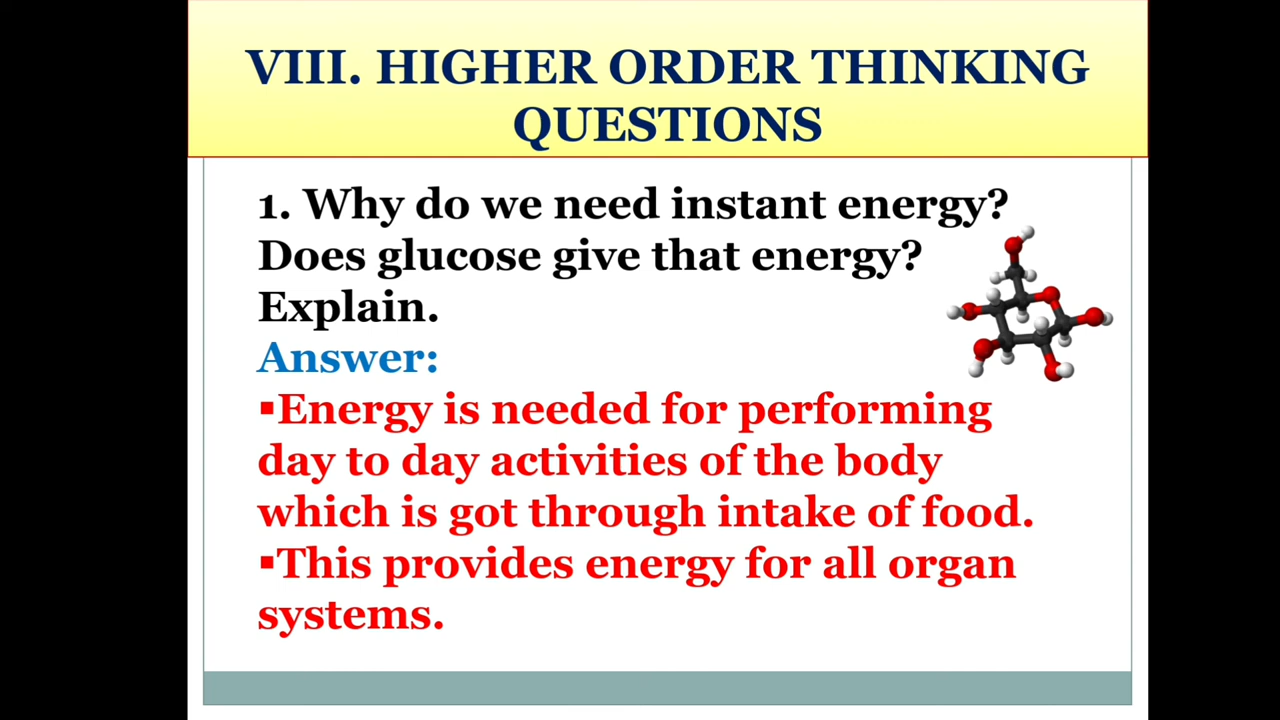 VIII. HIGHER ORDER THINKING
QUESTIONS
1. Why do we need instant energy?
Does glucose give that energy?
Explain.
Answer:
▪Energy is needed for performing
day to day activities of the body
which is got through intake of food.
▪This provides energy for all organ
systems.